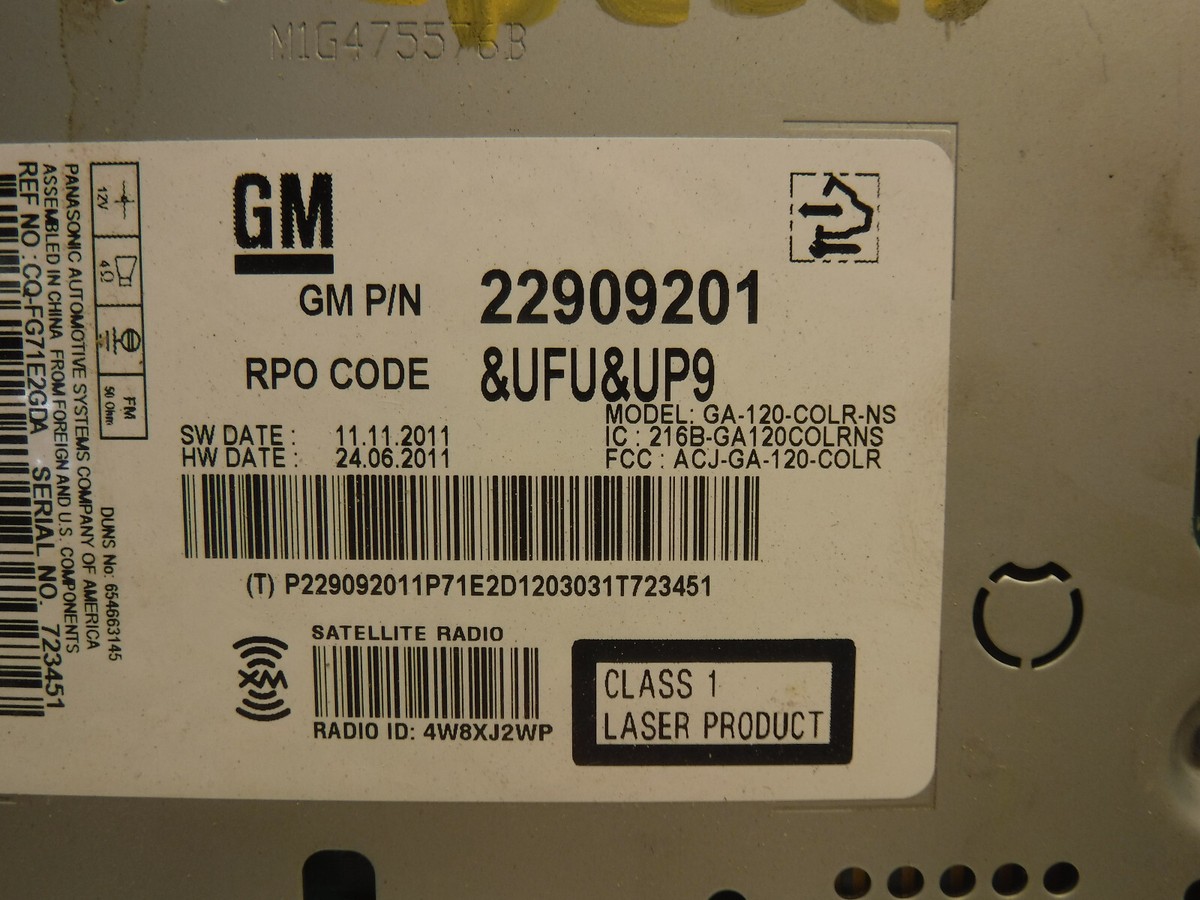 M1G475576B
GM
GM P/N 22909201
RPO CODE &UFU&UP9
MODEL: GA-120-COLR-NS
SW DATE : 11.11.2011 IC : 216B-GA120COLRNS
HW DATE : 24.06.2011 FCC : ACJ-GA-120-COLR
(T) P229092011P71E2D1203031T723451
SATELLITE RADIO
XM
RADIO ID: 4W8XJ2WP
CLASS 1
LASER PRODUCT
12V
4Ω
FM
50 Ohm
DUNS No: 654663145
PANASONIC AUTOMOTIVE SYSTEMS COMPANY OF AMERICA
ASSEMBLED IN CHINA FROM FOREIGN AND U.S. COMPONENTS
REF NO : CQ-FG71E2GDA SERIAL NO. 723451